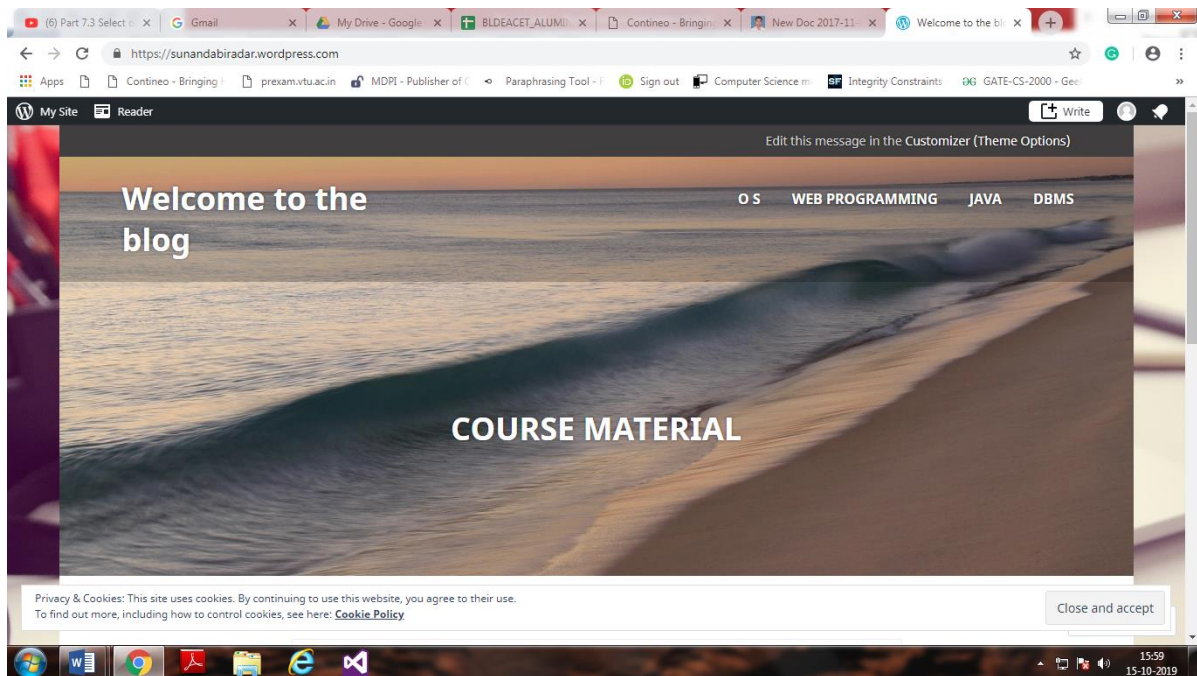 (6) Part 7.3 Select
Gmail
My Drive - Google
BLDEACET_ALUMI
Contineo - Bringing
New Doc 2017-11-
Welcome to the bl
https://sunandabiradar.wordpress.com
Apps
Contineo - Bringing
prexam.vtu.ac.in
MDPI - Publisher of
Paraphrasing Tool -
Sign out
Computer Science m
SF Integrity Constraints
GATE-CS-2000 - Gee
»
My Site
Reader
Write
Edit this message in the Customizer (Theme Options)
Welcome to the
blog
O S WEB PROGRAMMING JAVA DBMS
COURSE MATERIAL
Privacy & Cookies: This site uses cookies. By continuing to use this website, you agree to their use.
To find out more, including how to control cookies, see here: Cookie Policy
Close and accept
15:59
15-10-2019